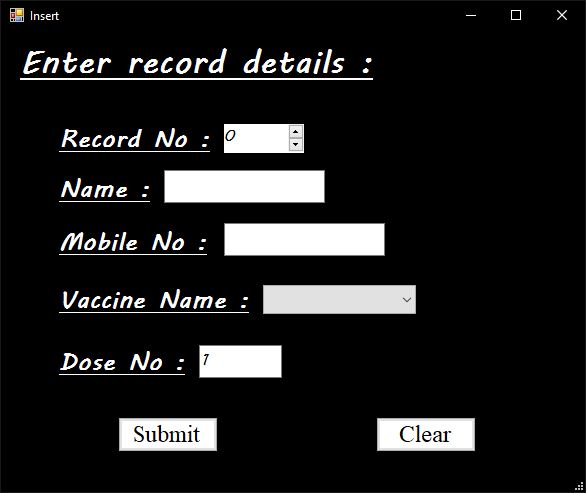 Insert
Enter record details :
Record No : 0
Name :
Mobile No :
Vaccine Name :
Dose No : 1
Submit Clear